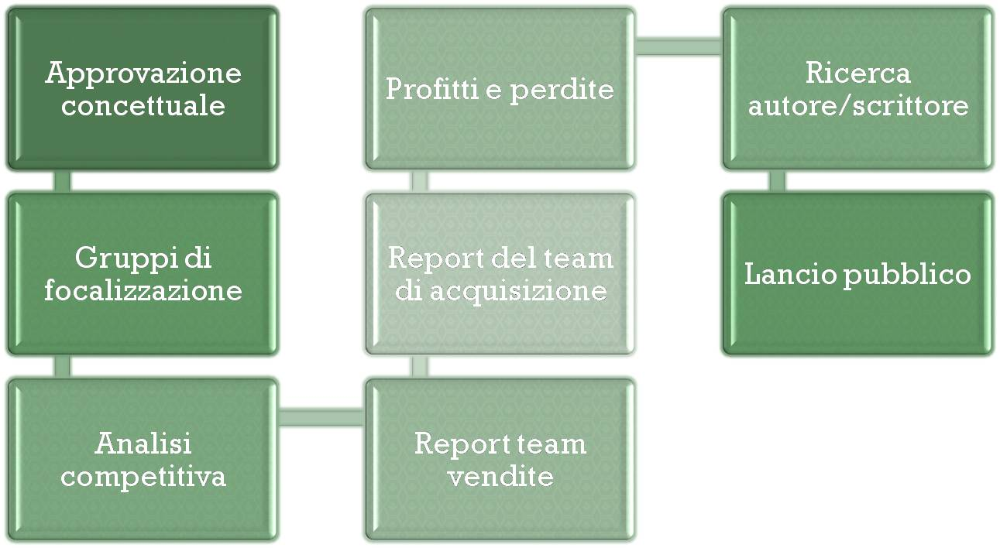 Approvazione
concettuale
Gruppi di
focalizzazione
Analisi
competitiva
Report team
vendite
Report del team
di acquisizione
Profitti e perdite
Ricerca
autore/scrittore
Lancio pubblico